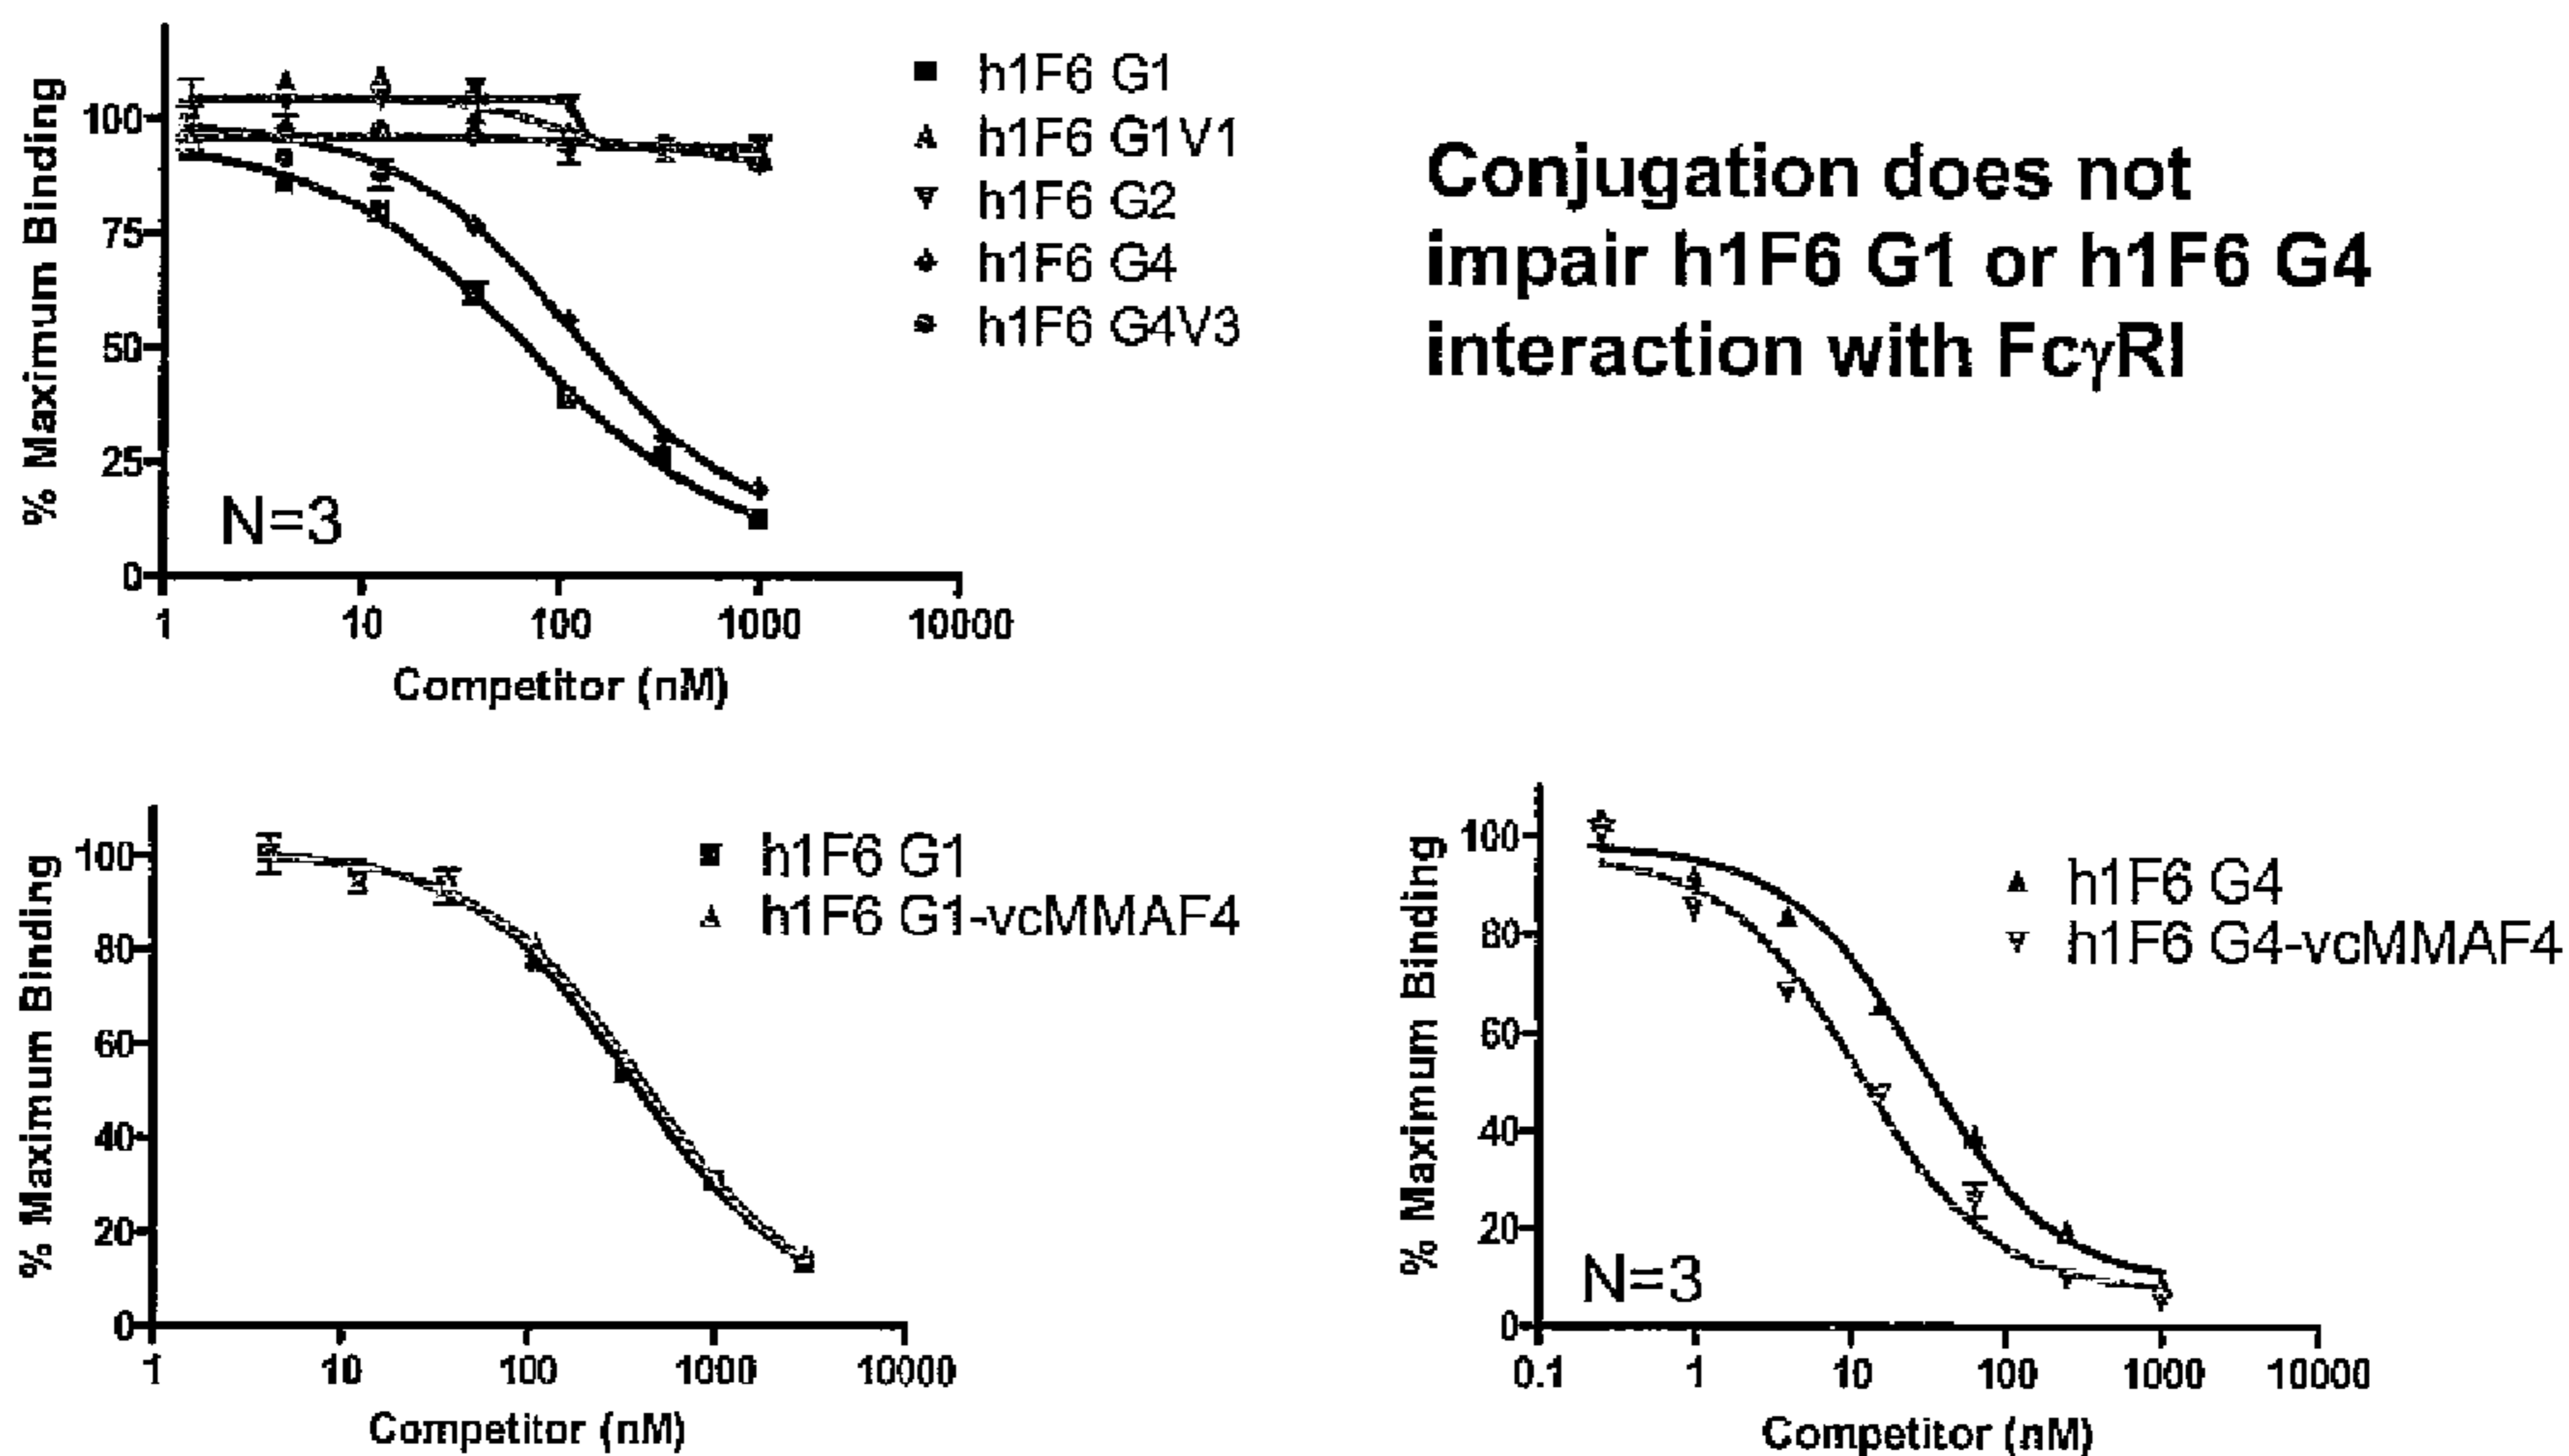 % Maximum Binding
100
75
50
25
0
N=3
1 10 100 1000 10000
Competitor (nM)
h1F6 G1
h1F6 G1V1
h1F6 G2
h1F6 G4
h1F6 G4V3
Conjugation does not
impair h1F6 G1 or h1F6 G4
interaction with FcγRI
% Maximum Binding
100
80
60
40
20
0
1 10 100 1000 10000
Competitor (nM)
h1F6 G1
h1F6 G1-vcMMAF4
% Maximum Binding
100
80
60
40
20
0
N=3
0.1 1 10 100 1000 10000
Competitor (nM)
h1F6 G4
h1F6 G4-vcMMAF4